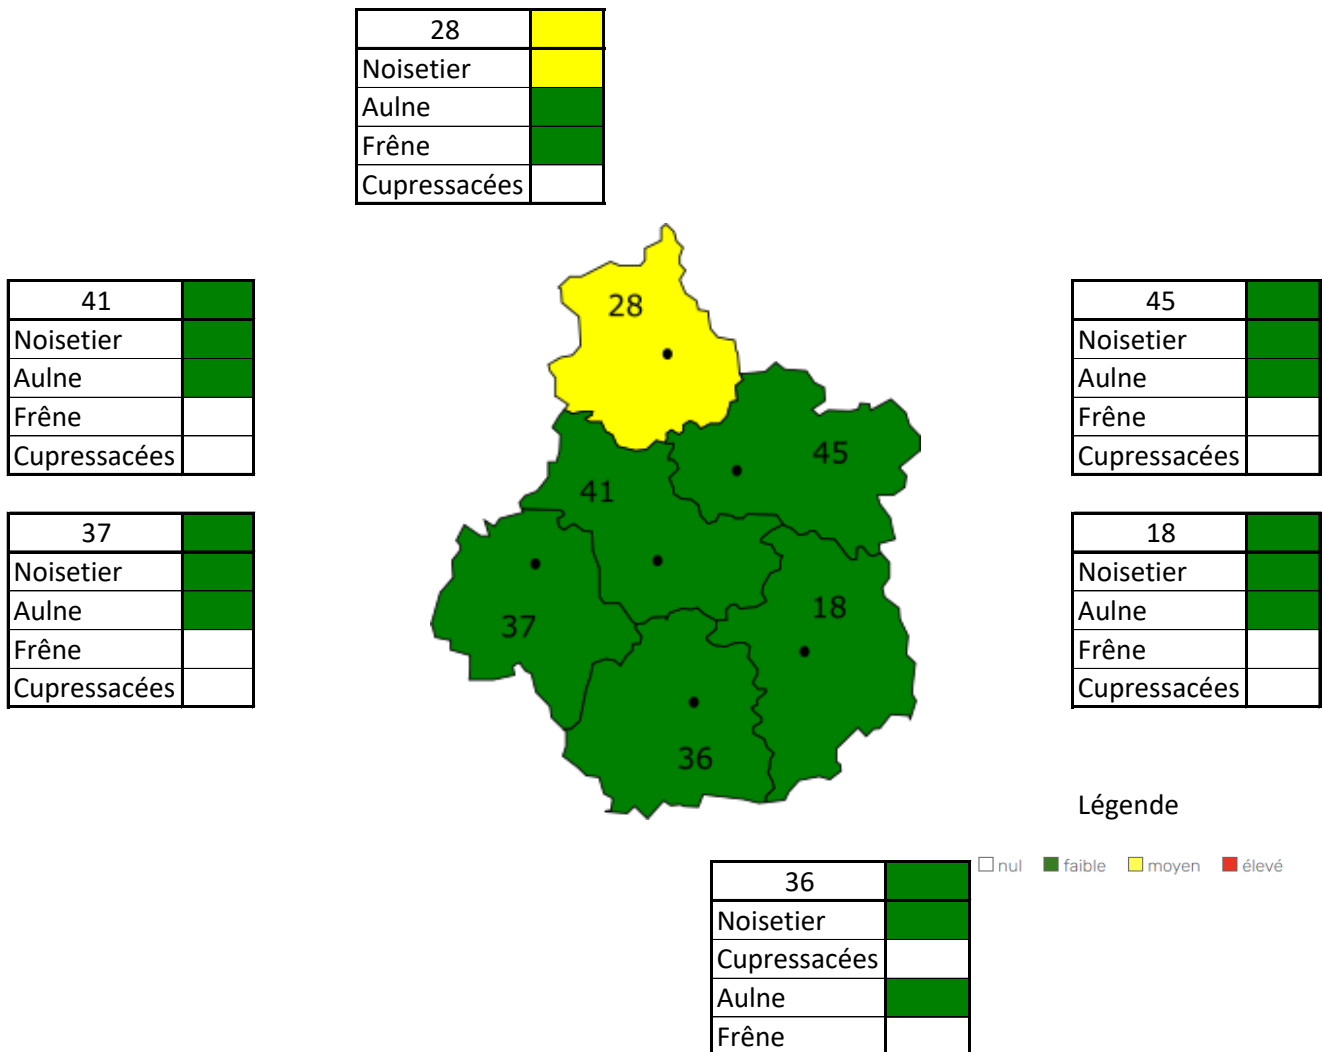 28
Noisetier
Aulne
Frêne
Cupressacées
41
Noisetier
Aulne
Frêne
Cupressacées
37
Noisetier
Aulne
Frêne
Cupressacées
28
45
41
37
18
36
45
Noisetier
Aulne
Frêne
Cupressacées
18
Noisetier
Aulne
Frêne
Cupressacées
Légende
nul faible moyen élevé
36
Noisetier
Cupressacées
Aulne
Frêne